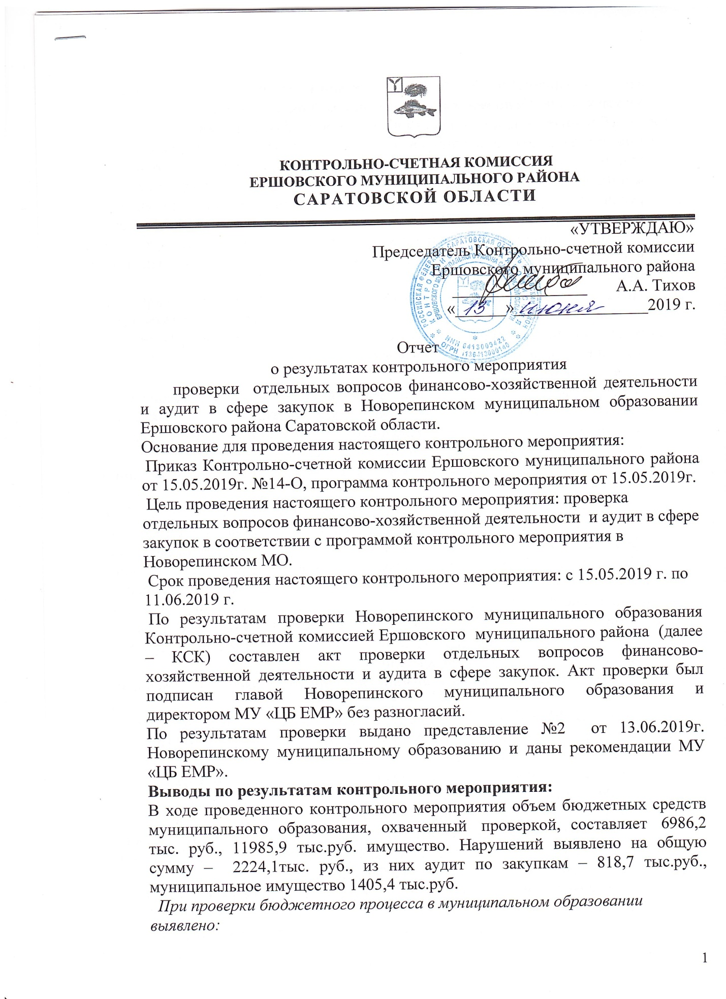 КОНТРОЛЬНО-СЧЕТНАЯ КОМИССИЯ
ЕРШОВСКОГО МУНИЦИПАЛЬНОГО РАЙОНА
САРАТОВСКОЙ ОБЛАСТИ
«УТВЕРЖДАЮ»
Председатель Контрольно-счетной комиссии
Ершовского муниципального района
А.А. Тихов
« 13 » июня 2019 г.
Отчет
о результатах контрольного мероприятия
проверки отдельных вопросов финансово-хозяйственной деятельности
и аудит в сфере закупок в Новорепинском муниципальном образовании
Ершовского района Саратовской области.
Основание для проведения настоящего контрольного мероприятия:
Приказ Контрольно-счетной комиссии Ершовского муниципального района
от 15.05.2019г. №14-О, программа контрольного мероприятия от 15.05.2019г.
Цель проведения настоящего контрольного мероприятия: проверка
отдельных вопросов финансово-хозяйственной деятельности и аудит в сфере
закупок в соответствии с программой контрольного мероприятия в
Новорепинском МО.
Срок проведения настоящего контрольного мероприятия: с 15.05.2019 г. по
11.06.2019 г.
По результатам проверки Новорепинского муниципального образования
Контрольно-счетной комиссией Ершовского муниципального района (далее
– КСК) составлен акт проверки отдельных вопросов финансово-
хозяйственной деятельности и аудита в сфере закупок. Акт проверки был
подписан главой Новорепинского муниципального образования и
директором МУ «ЦБ ЕМР» без разногласий.
По результатам проверки выдано представление №2 от 13.06.2019г.
Новорепинскому муниципальному образованию и даны рекомендации МУ
«ЦБ ЕМР».
Выводы по результатам контрольного мероприятия:
В ходе проведенного контрольного мероприятия объем бюджетных средств
муниципального образования, охваченный проверкой, составляет 6986,2
тыс. руб., 11985,9 тыс.руб. имущество. Нарушений выявлено на общую
сумму – 2224,1тыс. руб., из них аудит по закупкам – 818,7 тыс.руб.,
муниципальное имущество 1405,4 тыс.руб.
При проверки бюджетного процесса в муниципальном образовании
выявлено:
1